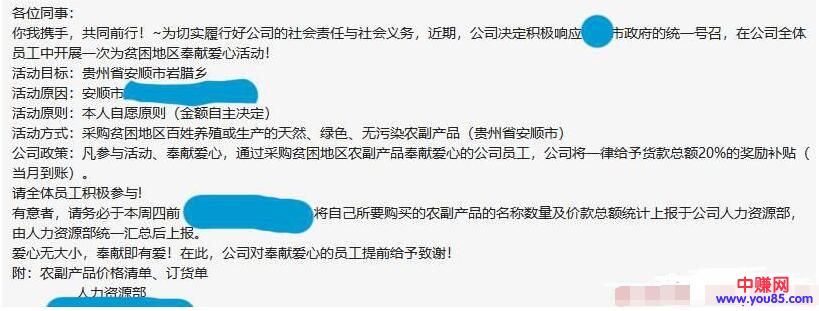 各位同事：
你我携手，共同前行！~为切实履行好公司的社会责任与社会义务，近期，公司决定积极响应 市政府的统一号召，在公司全体
员工中开展一次为贫困地区奉献爱心活动！
活动目标：贵州省安顺市岩腊乡
活动原因：安顺市
活动原则：本人自愿原则（金额自主决定）
活动方式：采购贫困地区百姓养殖或生产的天然、绿色、无污染农副产品（贵州省安顺市）
公司政策：凡参与活动、奉献爱心，通过采购贫困地区农副产品奉献爱心的公司员工，公司将一律给予货款总额20%的奖励补贴（
当月到账）。
请全体员工积极参与!
有意者，请务必于本周四前 将自己所要购买的农副产品的名称数量及价款总额统计上报于公司人力资源部，
由人力资源部统一汇总后上报。
爱心无大小，奉献即有爱！在此，公司对奉献爱心的员工提前给予致谢！
附：农副产品价格清单、订货单
人力资源部
中赚网
www.you85.com